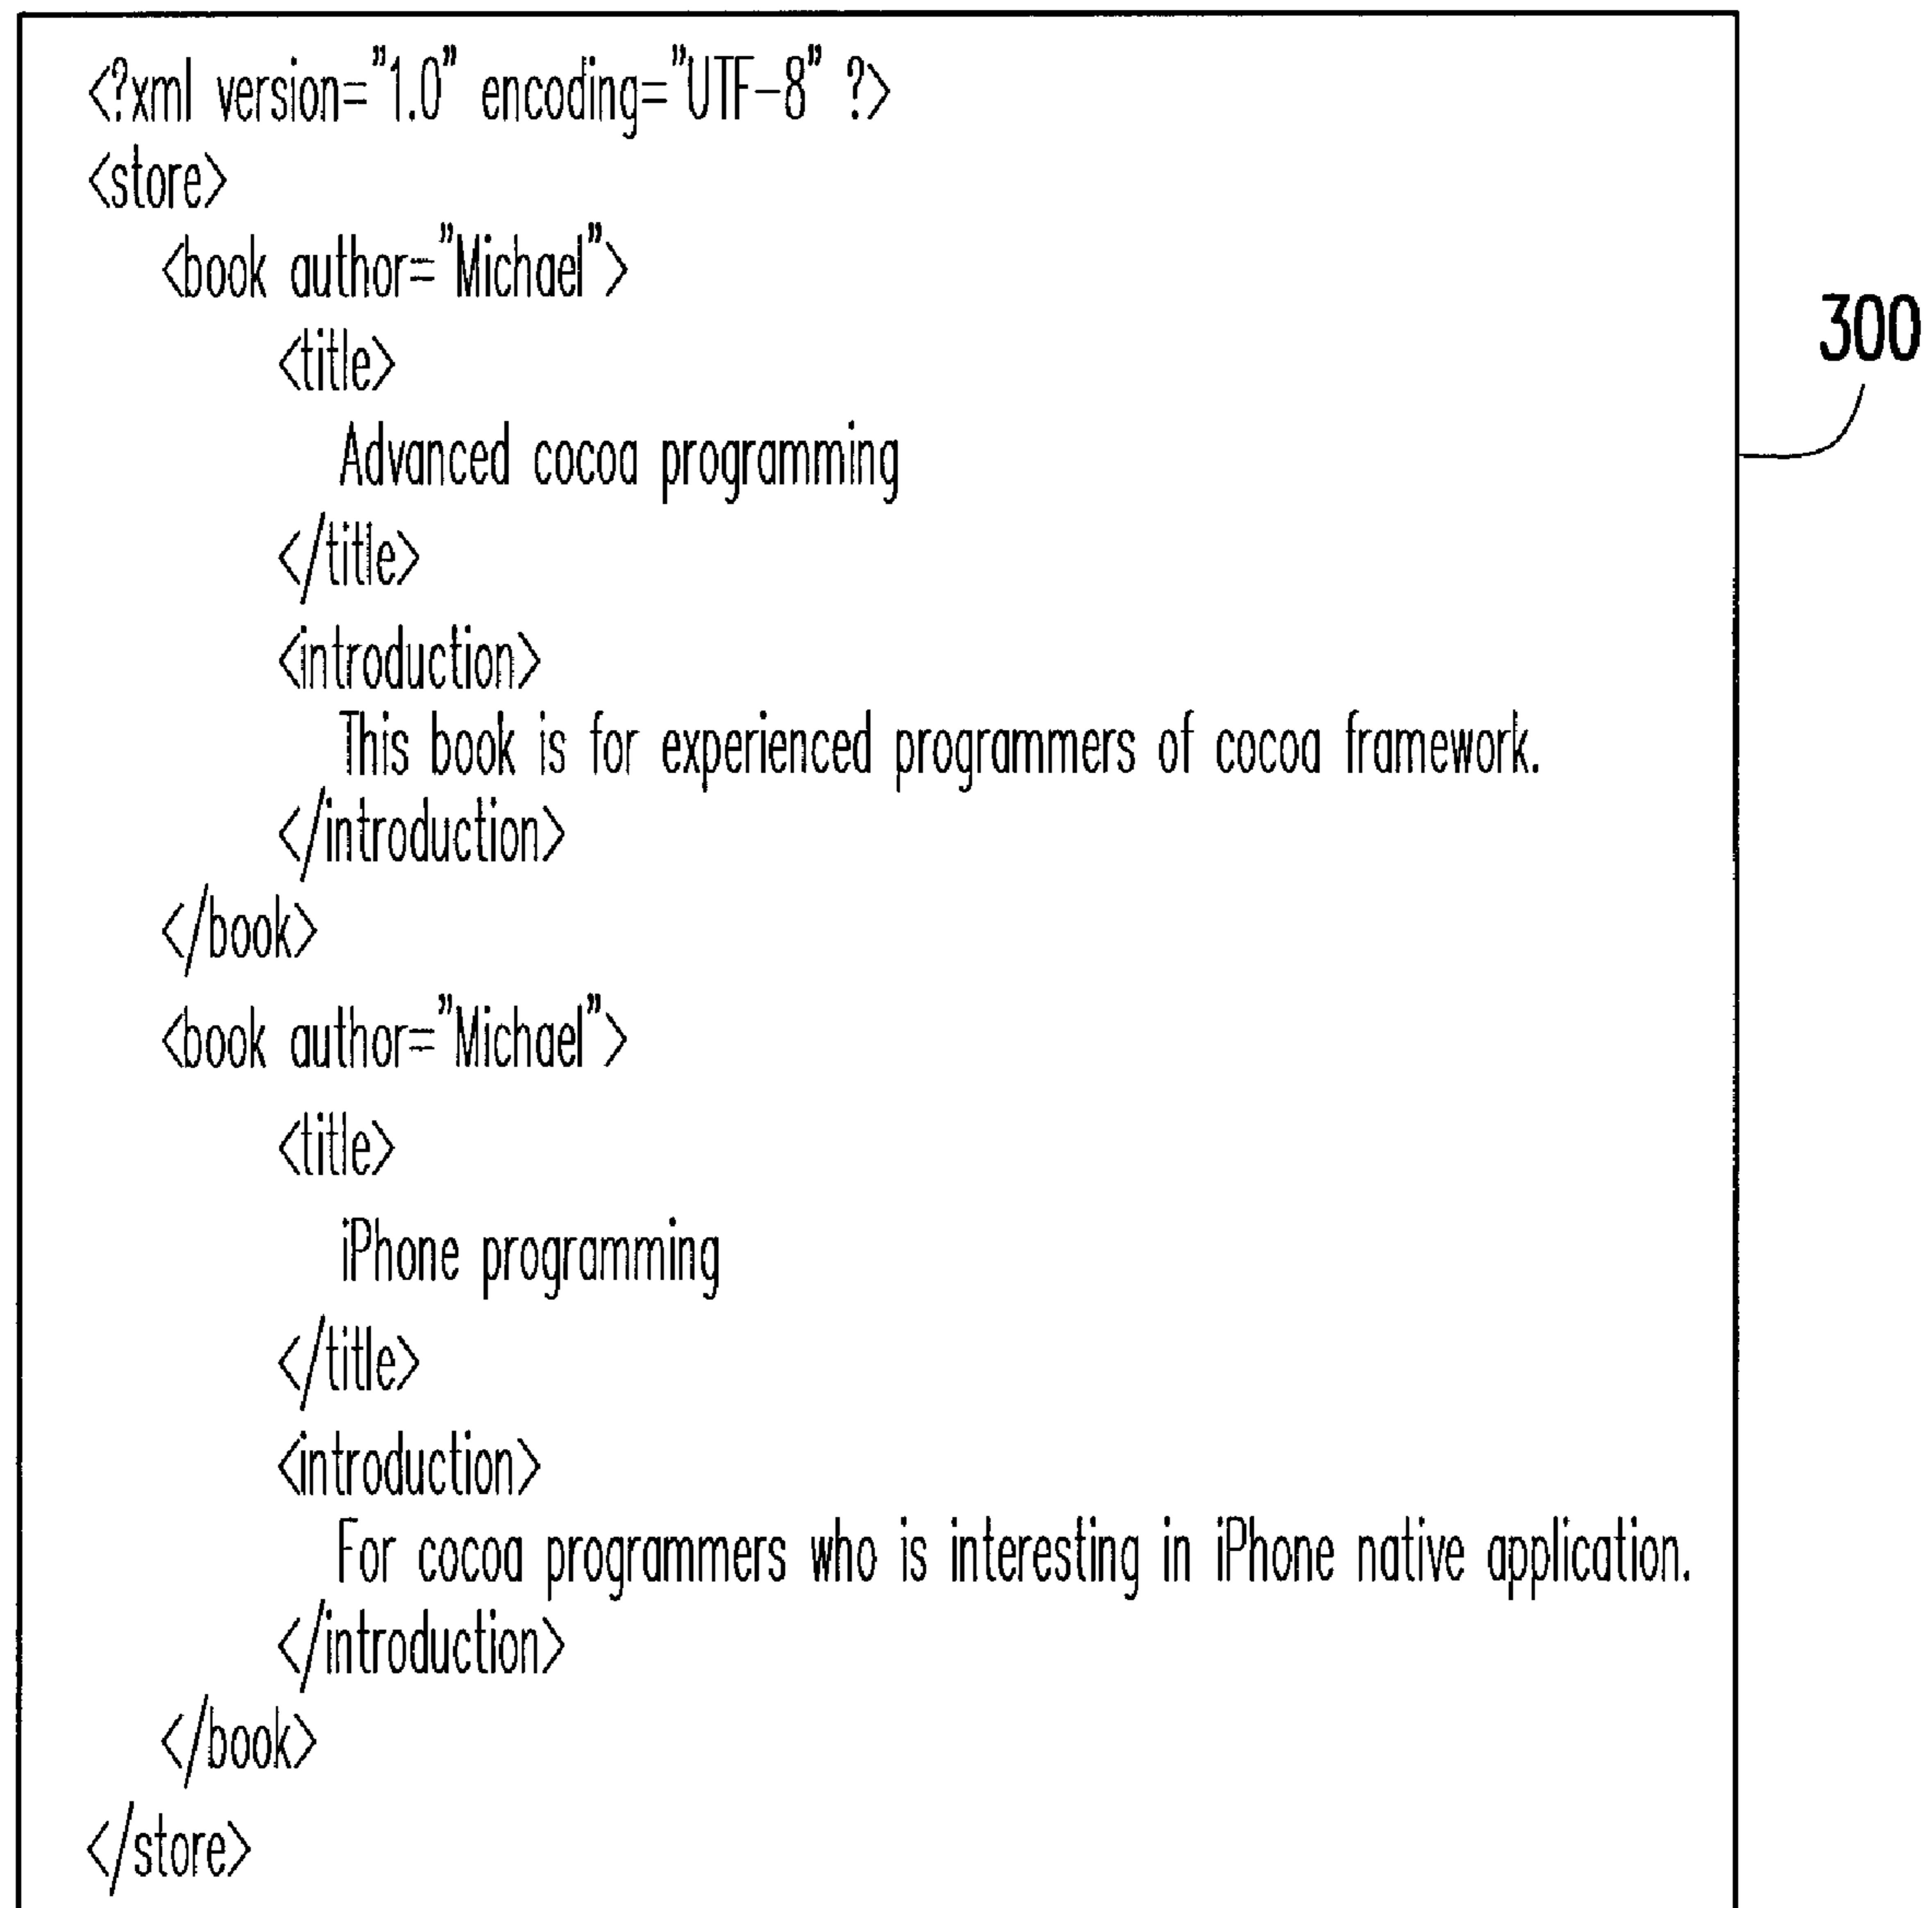 <?xml version="1.0" encoding="UTF-8" ?>
<store>
<book author="Michael">
<title>
Advanced cocoa programming
</title>
<introduction>
This book is for experienced programmers of cocoa framework.
</introduction>
</book>
<book author="Michael">
<title>
iPhone programming
</title>
<introduction>
For cocoa programmers who is interesting in iPhone native application.
</introduction>
</book>
</store>
300